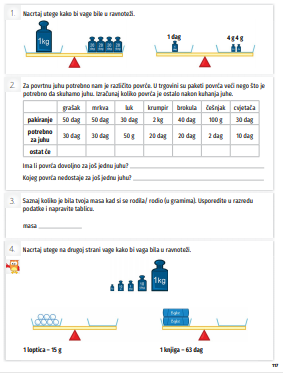 1. Nacrtaj utege kako bi vage bile u ravnoteži.
1kg
1 dag
4 g 4 g
2. Za povrtnu juhu potrebno nam je različito povrće. U trgovini su paketi povrća veći nego što je
potrebno da skuhamo juhu. Izračunaj koliko povrća je ostalo nakon kuhanja juhe.
grašak mrkva luk krumpir brokula češnjak cvjetača
pakiranje 50 dag 50 dag 30 dag 2 kg 40 dag 100 g 30 dag
potrebno za juhu 30 dag 30 dag 50 g 20 dag 20 dag 2 dag 10 dag
ostat će
Ima li povrća dovoljno za još jednu juhu?
Kojeg povrća nedostaje za još jednu juhu?
3. Saznaj koliko je bila tvoja masa kad si se rodila/ rodio (u gramima). Usporedite u razredu
podatke i napravite tablicu.
masa
4. Nacrtaj utege na drugoj strani vage kako bi vaga bila u ravnoteži.
1kg
1 loptica – 15 g
1 knjiga – 63 dag
117